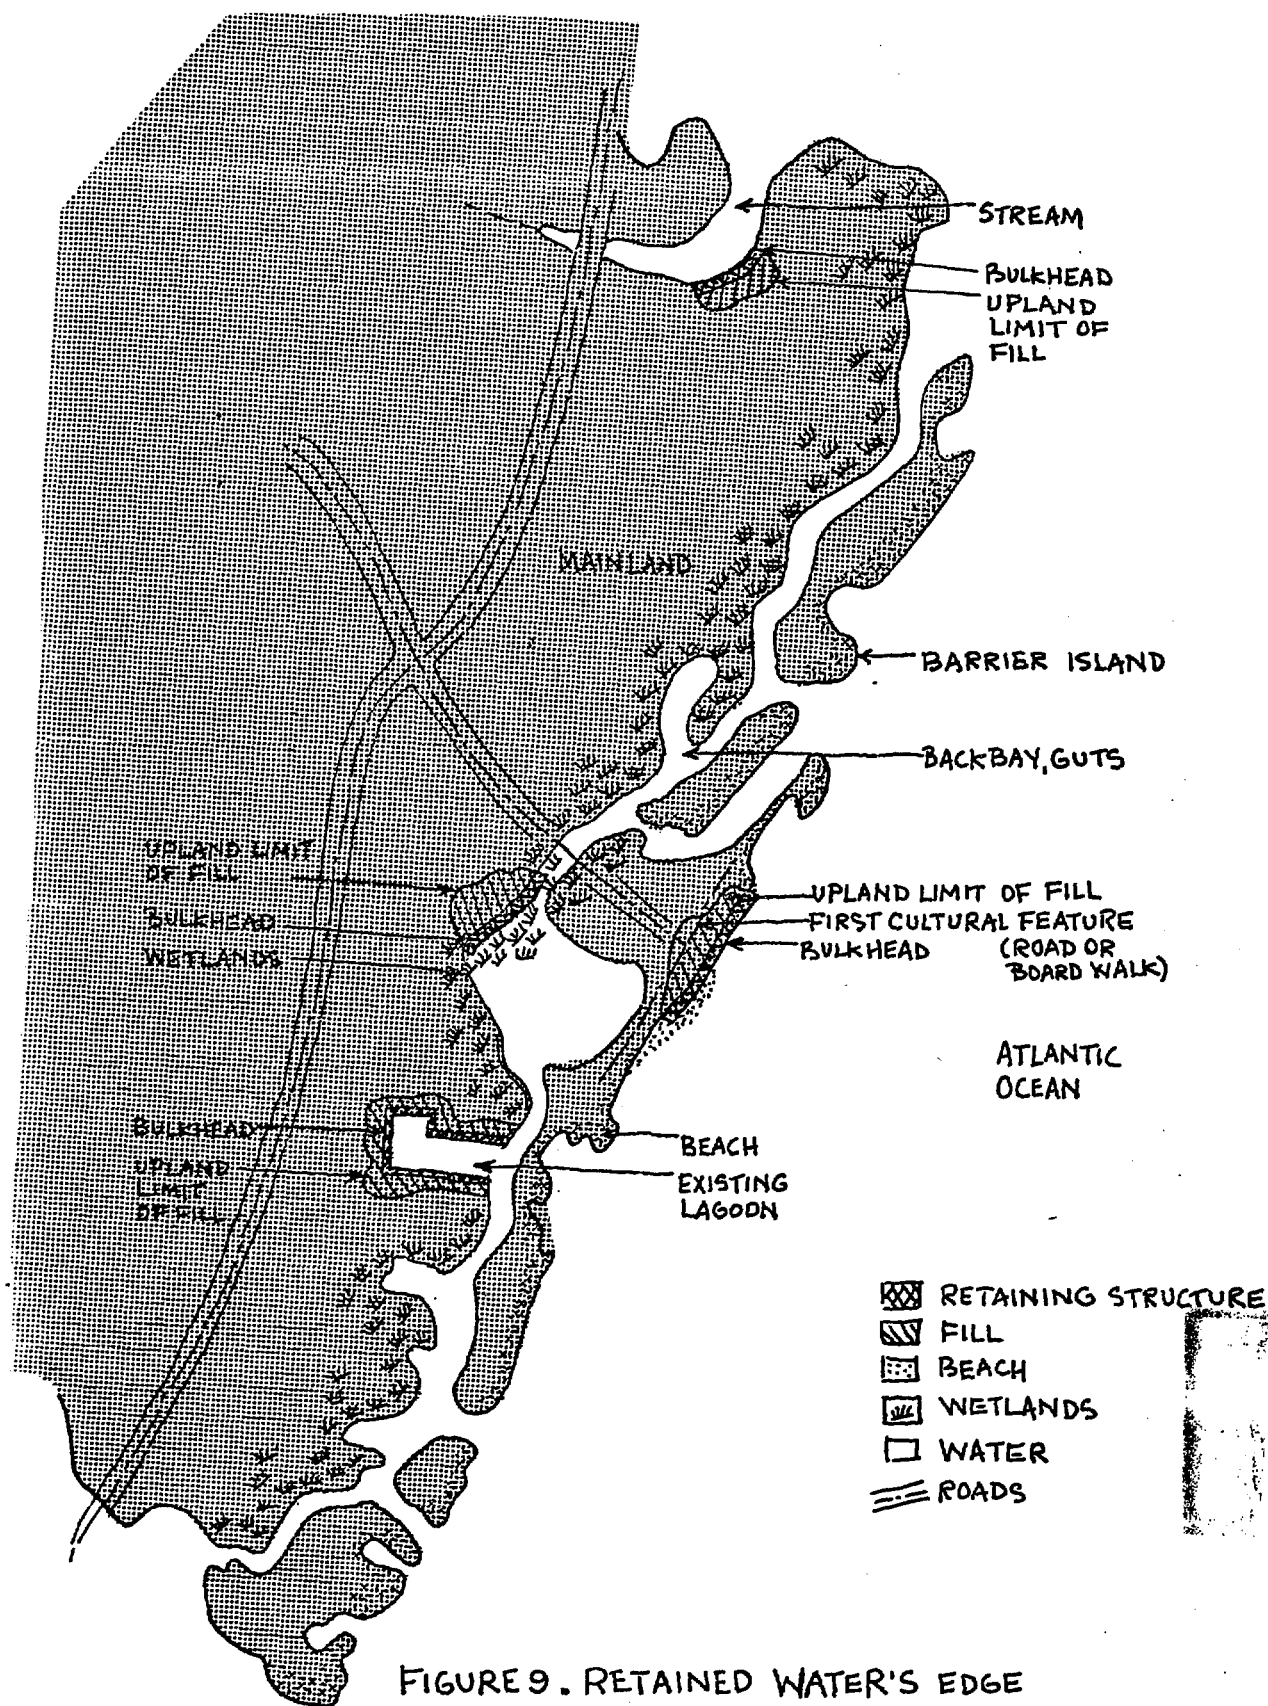 STREAM
BULKHEAD
UPLAND
LIMIT OF
FILL
MAINLAND
BARRIER ISLAND
BACKBAY, GUTS
UPLAND LIMIT
OF FILL
BULKHEAD
WETLANDS
UPLAND LIMIT OF FILL
FIRST CULTURAL FEATURE
BULKHEAD (ROAD OR
BOARD WALK)
ATLANTIC
OCEAN
BULKHEAD
UPLAND
LIMIT
OF FILL
BEACH
EXISTING
LAGOON
RETAINING STRUCTURE
FILL
BEACH
WETLANDS
WATER
ROADS
FIGURE 9. RETAINED WATER'S EDGE